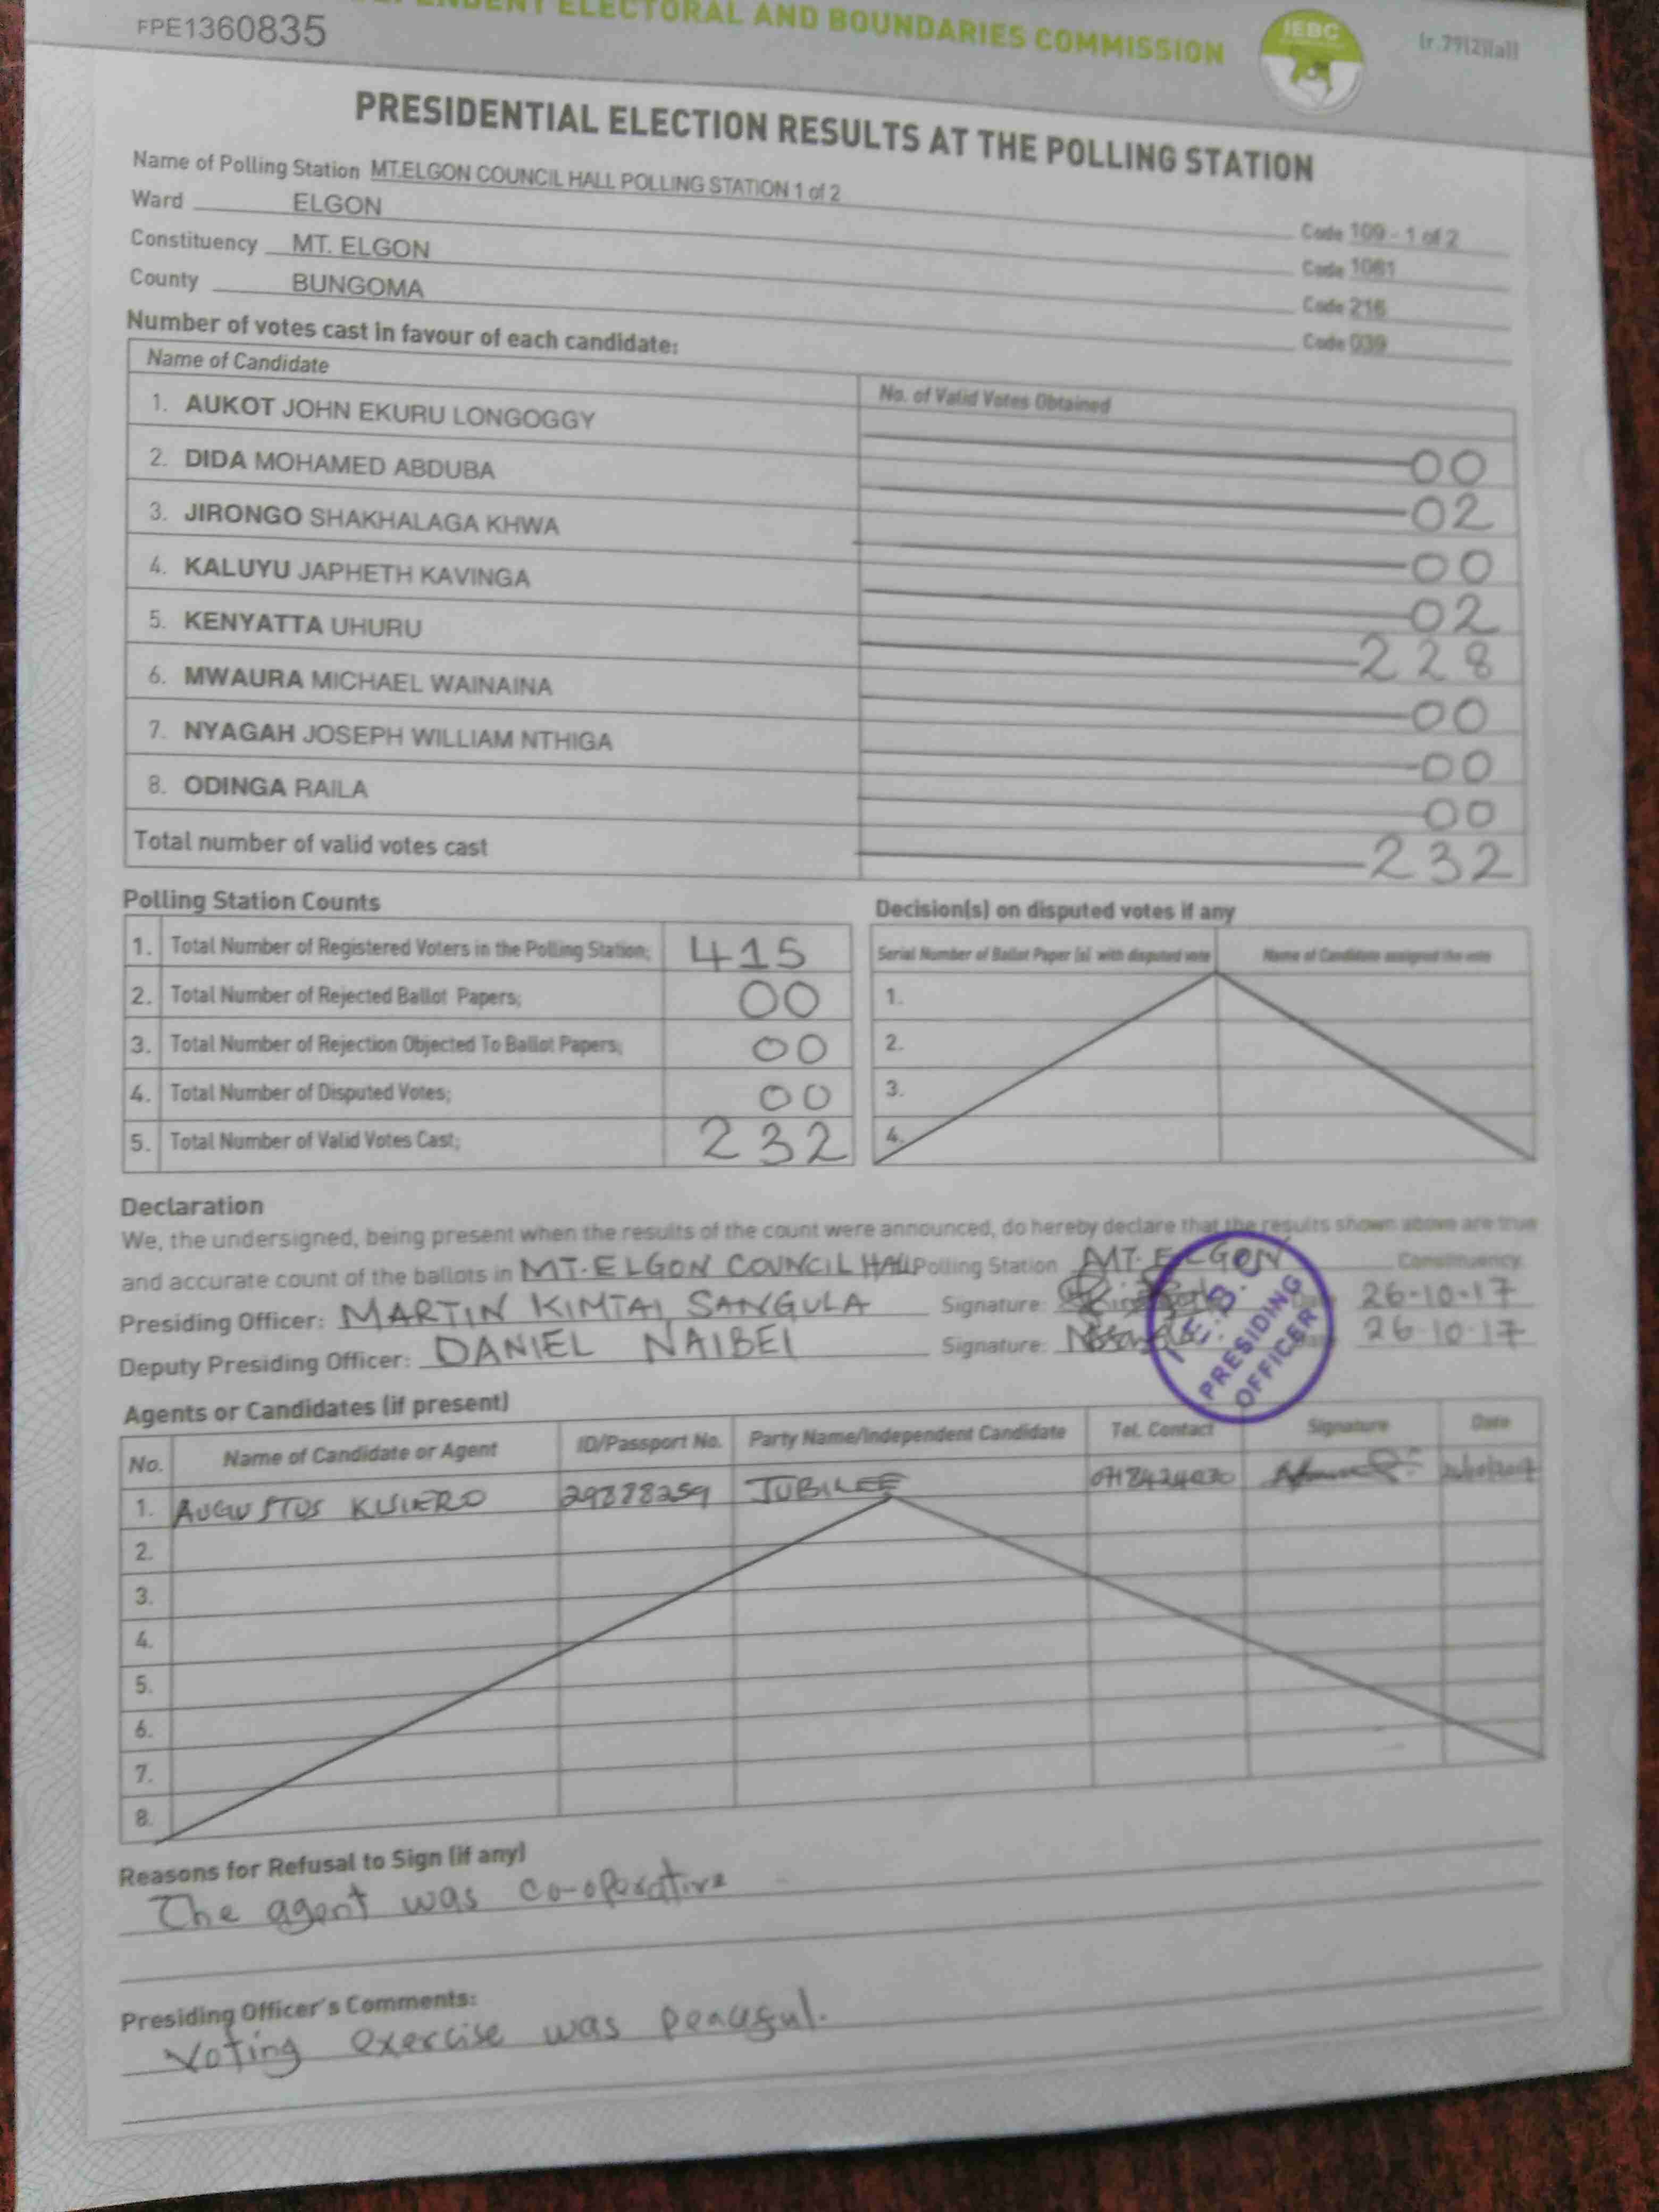 FPE1360835
ELECTORAL AND BOUNDARIES COMMISSION
IEBC
PRESIDENTIAL ELECTION RESULTS AT THE POLLING STATION
Name of Polling Station MT.ELGON COUNCIL HALL POLLING STATION 1 of 2 Code 109 - 1 of 2
Ward ELGON Code 1081
Constituency MT. ELGON Code 216
County BUNGOMA Code 039
Number of votes cast in favour of each candidate:
Name of Candidate No. of Valid Votes Obtained
1. AUKOT JOHN EKURU LONGOGGY 00
2. DIDA MOHAMED ABDUBA 02
3. JIRONGO SHAKHALAGA KHWA 00
4. KALUYU JAPHETH KAVINGA 02
5. KENYATTA UHURU 228
6. MWAURA MICHAEL WAINAINA 00
7. NYAGAH JOSEPH WILLIAM NTHIGA 00
8. ODINGA RAILA 00
Total number of valid votes cast 232
Polling Station Counts
1. Total Number of Registered Voters in the Polling Station; 415
2. Total Number of Rejected Ballot Papers; 00
3. Total Number of Rejection Objected To Ballot Papers; 00
4. Total Number of Disputed Votes; 00
5. Total Number of Valid Votes Cast; 232
Decision(s) on disputed votes if any
Serial Number of Ballot Paper (s) with disputed vote Name of Candidate assigned the vote
1.
2.
3.
4.
Declaration
We, the undersigned, being present when the results of the count were announced, do hereby declare that the results shown above are true
and accurate count of the ballots in MT. ELGON COUNCIL HALL Polling Station MT. ELGON Constituency.
Presiding Officer: MARTIN KIMTAI SANGULA Signature: 26-10-17
Deputy Presiding Officer: DANIEL NAIBEI Signature: 26-10-17
I.E.B.C
PRESIDING
OFFICER
Agents or Candidates (if present)
No. Name of Candidate or Agent ID/Passport No. Party Name/Independent Candidate Tel. Contact Signature Date
1. AUGUSTUS 29878259 JUBILEE
2.
3.
4.
5.
6.
7.
8.
Reasons for Refusal to Sign (if any)
The agent was co-operative
Presiding Officer's Comments:
Voting exercise was peaceful.